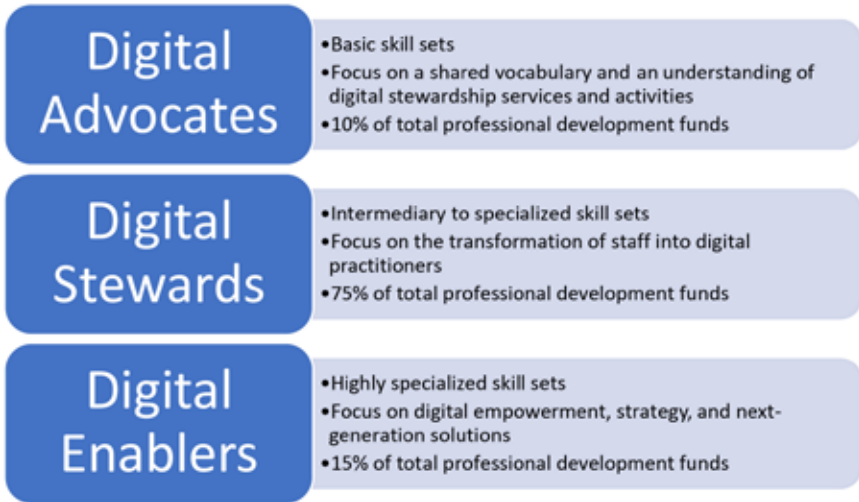 Digital
Advocates
•Basic skill sets
•Focus on a shared vocabulary and an understanding of
digital stewardship services and activities
•10% of total professional development funds
Digital
Stewards
•Intermediary to specialized skill sets
•Focus on the transformation of staff into digital
practitioners
•75% of total professional development funds
Digital
Enablers
•Highly specialized skill sets
•Focus on digital empowerment, strategy, and next-
generation solutions
•15% of total professional development funds